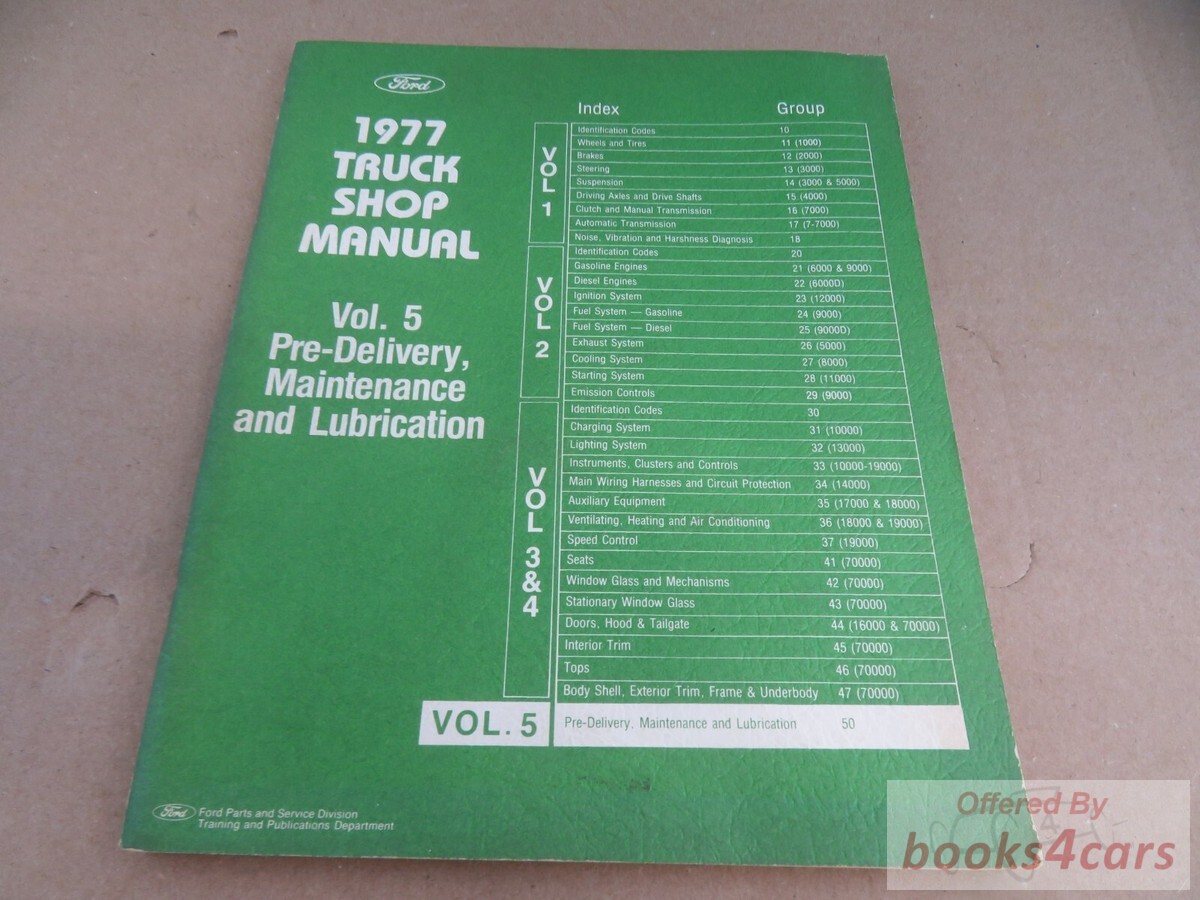 Ford
1977
TRUCK
SHOP
MANUAL
Vol. 5
Pre-Delivery,
Maintenance
and Lubrication
Index Group
VOL 1
Identification Codes 10
Wheels and Tires 11 (1000)
Brakes 12 (2000)
Steering 13 (3000)
Suspension 14 (3000 & 5000)
Driving Axles and Drive Shafts 15 (4000)
Clutch and Manual Transmission 16 (7000)
Automatic Transmission 17 (7-7000)
Noise, Vibration and Harshness Diagnosis 18
VOL 2
Identification Codes 20
Gasoline Engines 21 (6000 & 9000)
Diesel Engines 22 (6000D)
Ignition System 23 (12000)
Fuel System — Gasoline 24 (9000)
Fuel System — Diesel 25 (9000D)
Exhaust System 26 (5000)
Cooling System 27 (8000)
Starting System 28 (11000)
Emission Controls 29 (9000)
VOL 3&4
Identification Codes 30
Charging System 31 (10000)
Lighting System 32 (13000)
Instruments, Clusters and Controls 33 (10000-19000)
Main Wiring Harnesses and Circuit Protection 34 (14000)
Auxiliary Equipment 35 (17000 & 18000)
Ventilating, Heating and Air Conditioning 36 (18000 & 19000)
Speed Control 37 (19000)
Seats 41 (70000)
Window Glass and Mechanisms 42 (70000)
Stationary Window Glass 43 (70000)
Doors, Hood & Tailgate 44 (16000 & 70000)
Interior Trim 45 (70000)
Tops 46 (70000)
Body Shell, Exterior Trim, Frame & Underbody 47 (70000)
VOL. 5 Pre-Delivery, Maintenance and Lubrication 50
Ford Ford Parts and Service Division
Training and Publications Department
Offered By
books4cars